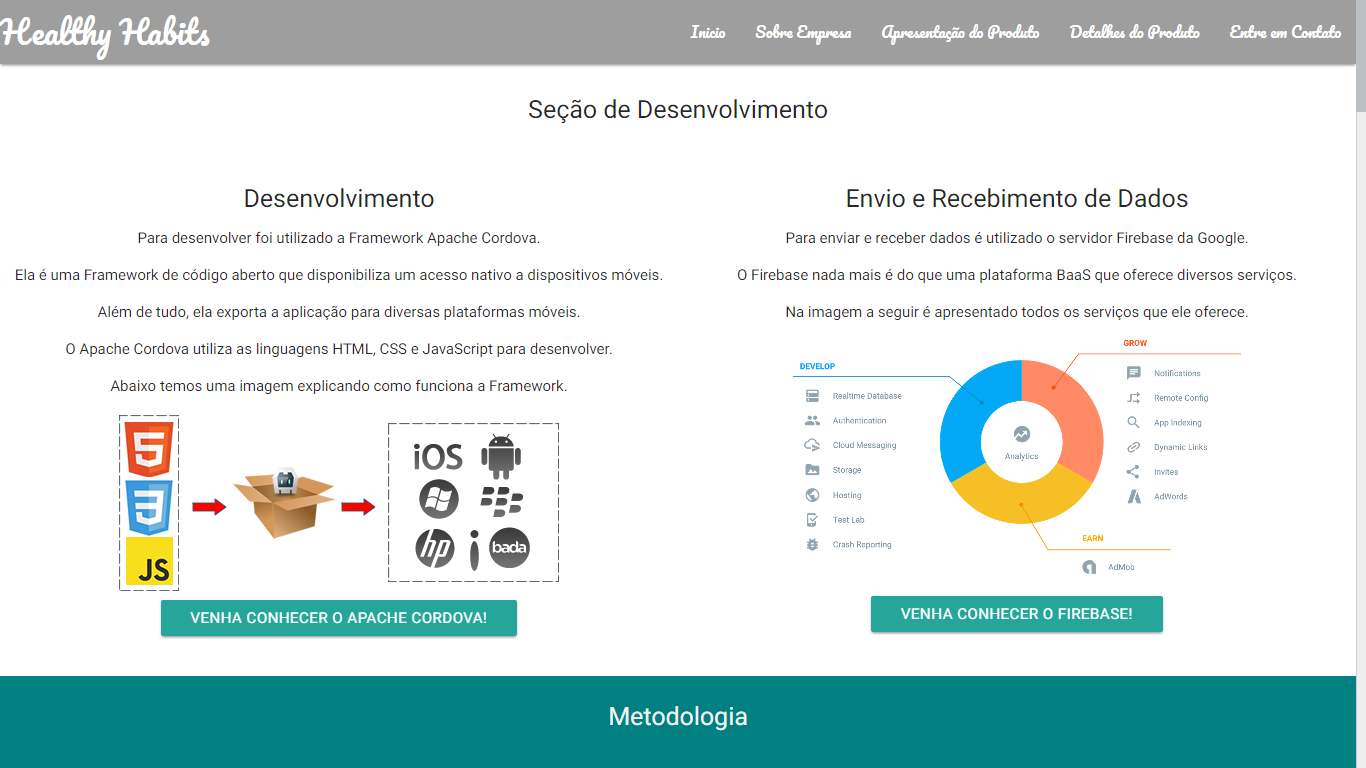 Healthy Habits
Inicio Sobre Empresa Apresentação do Produto Detalhes do Produto Entre em Contato
Seção de Desenvolvimento
Desenvolvimento
Para desenvolver foi utilizado a Framework Apache Cordova.
Ela é uma Framework de código aberto que disponibiliza um acesso nativo a dispositivos móveis.
Além de tudo, ela exporta a aplicação para diversas plataformas móveis.
O Apache Cordova utiliza as linguagens HTML, CSS e JavaScript para desenvolver.
Abaixo temos uma imagem explicando como funciona a Framework.
5
3
JS
iOS
hp
i
bada
VENHA CONHECER O APACHE CORDOVA!
Envio e Recebimento de Dados
Para enviar e receber dados é utilizado o servidor Firebase da Google.
O Firebase nada mais é do que uma plataforma BaaS que oferece diversos serviços.
Na imagem a seguir é apresentado todos os serviços que ele oferece.
DEVELOP
Realtime Database
Authentication
Cloud Messaging
Storage
Hosting
Test Lab
Crash Reporting
Analytics
GROW
Notifications
Remote Config
App Indexing
Dynamic Links
Invites
AdWords
EARN
AdMob
VENHA CONHECER O FIREBASE!
Metodologia